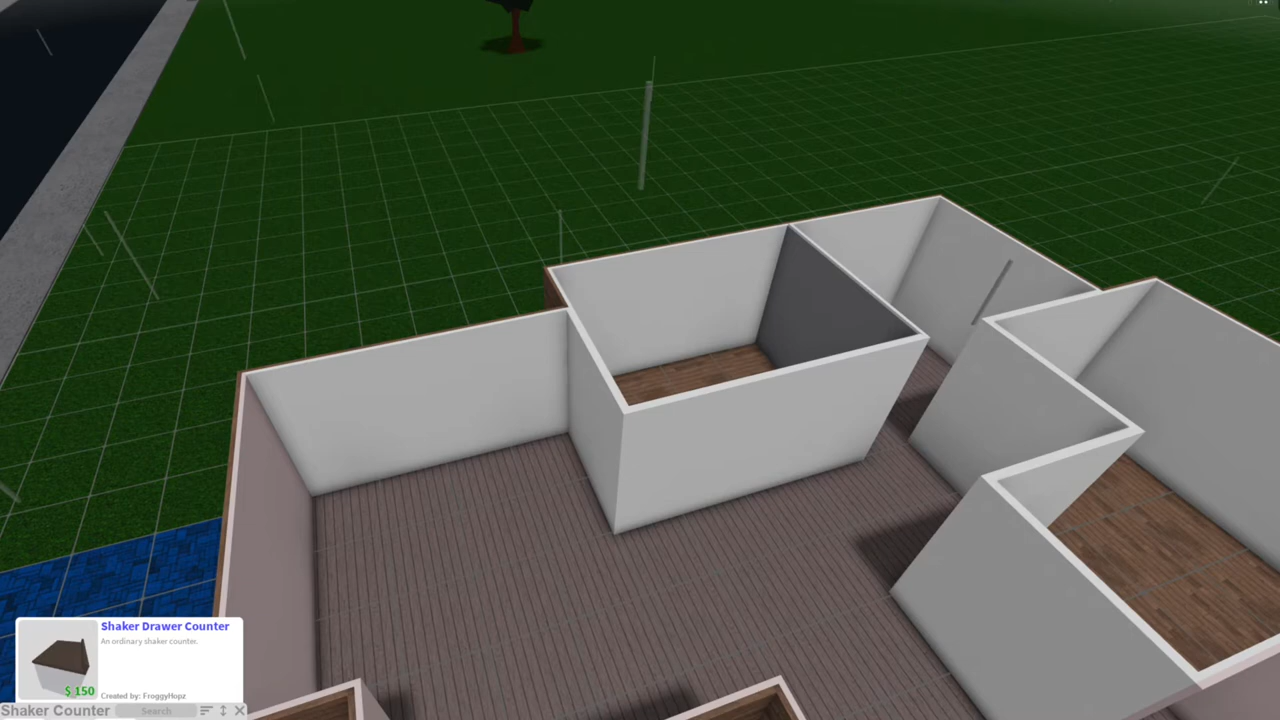 Shaker Drawer Counter
An ordinary shaker counter.
$ 150
Created by: FroggyHopz
Shaker Counter
Search